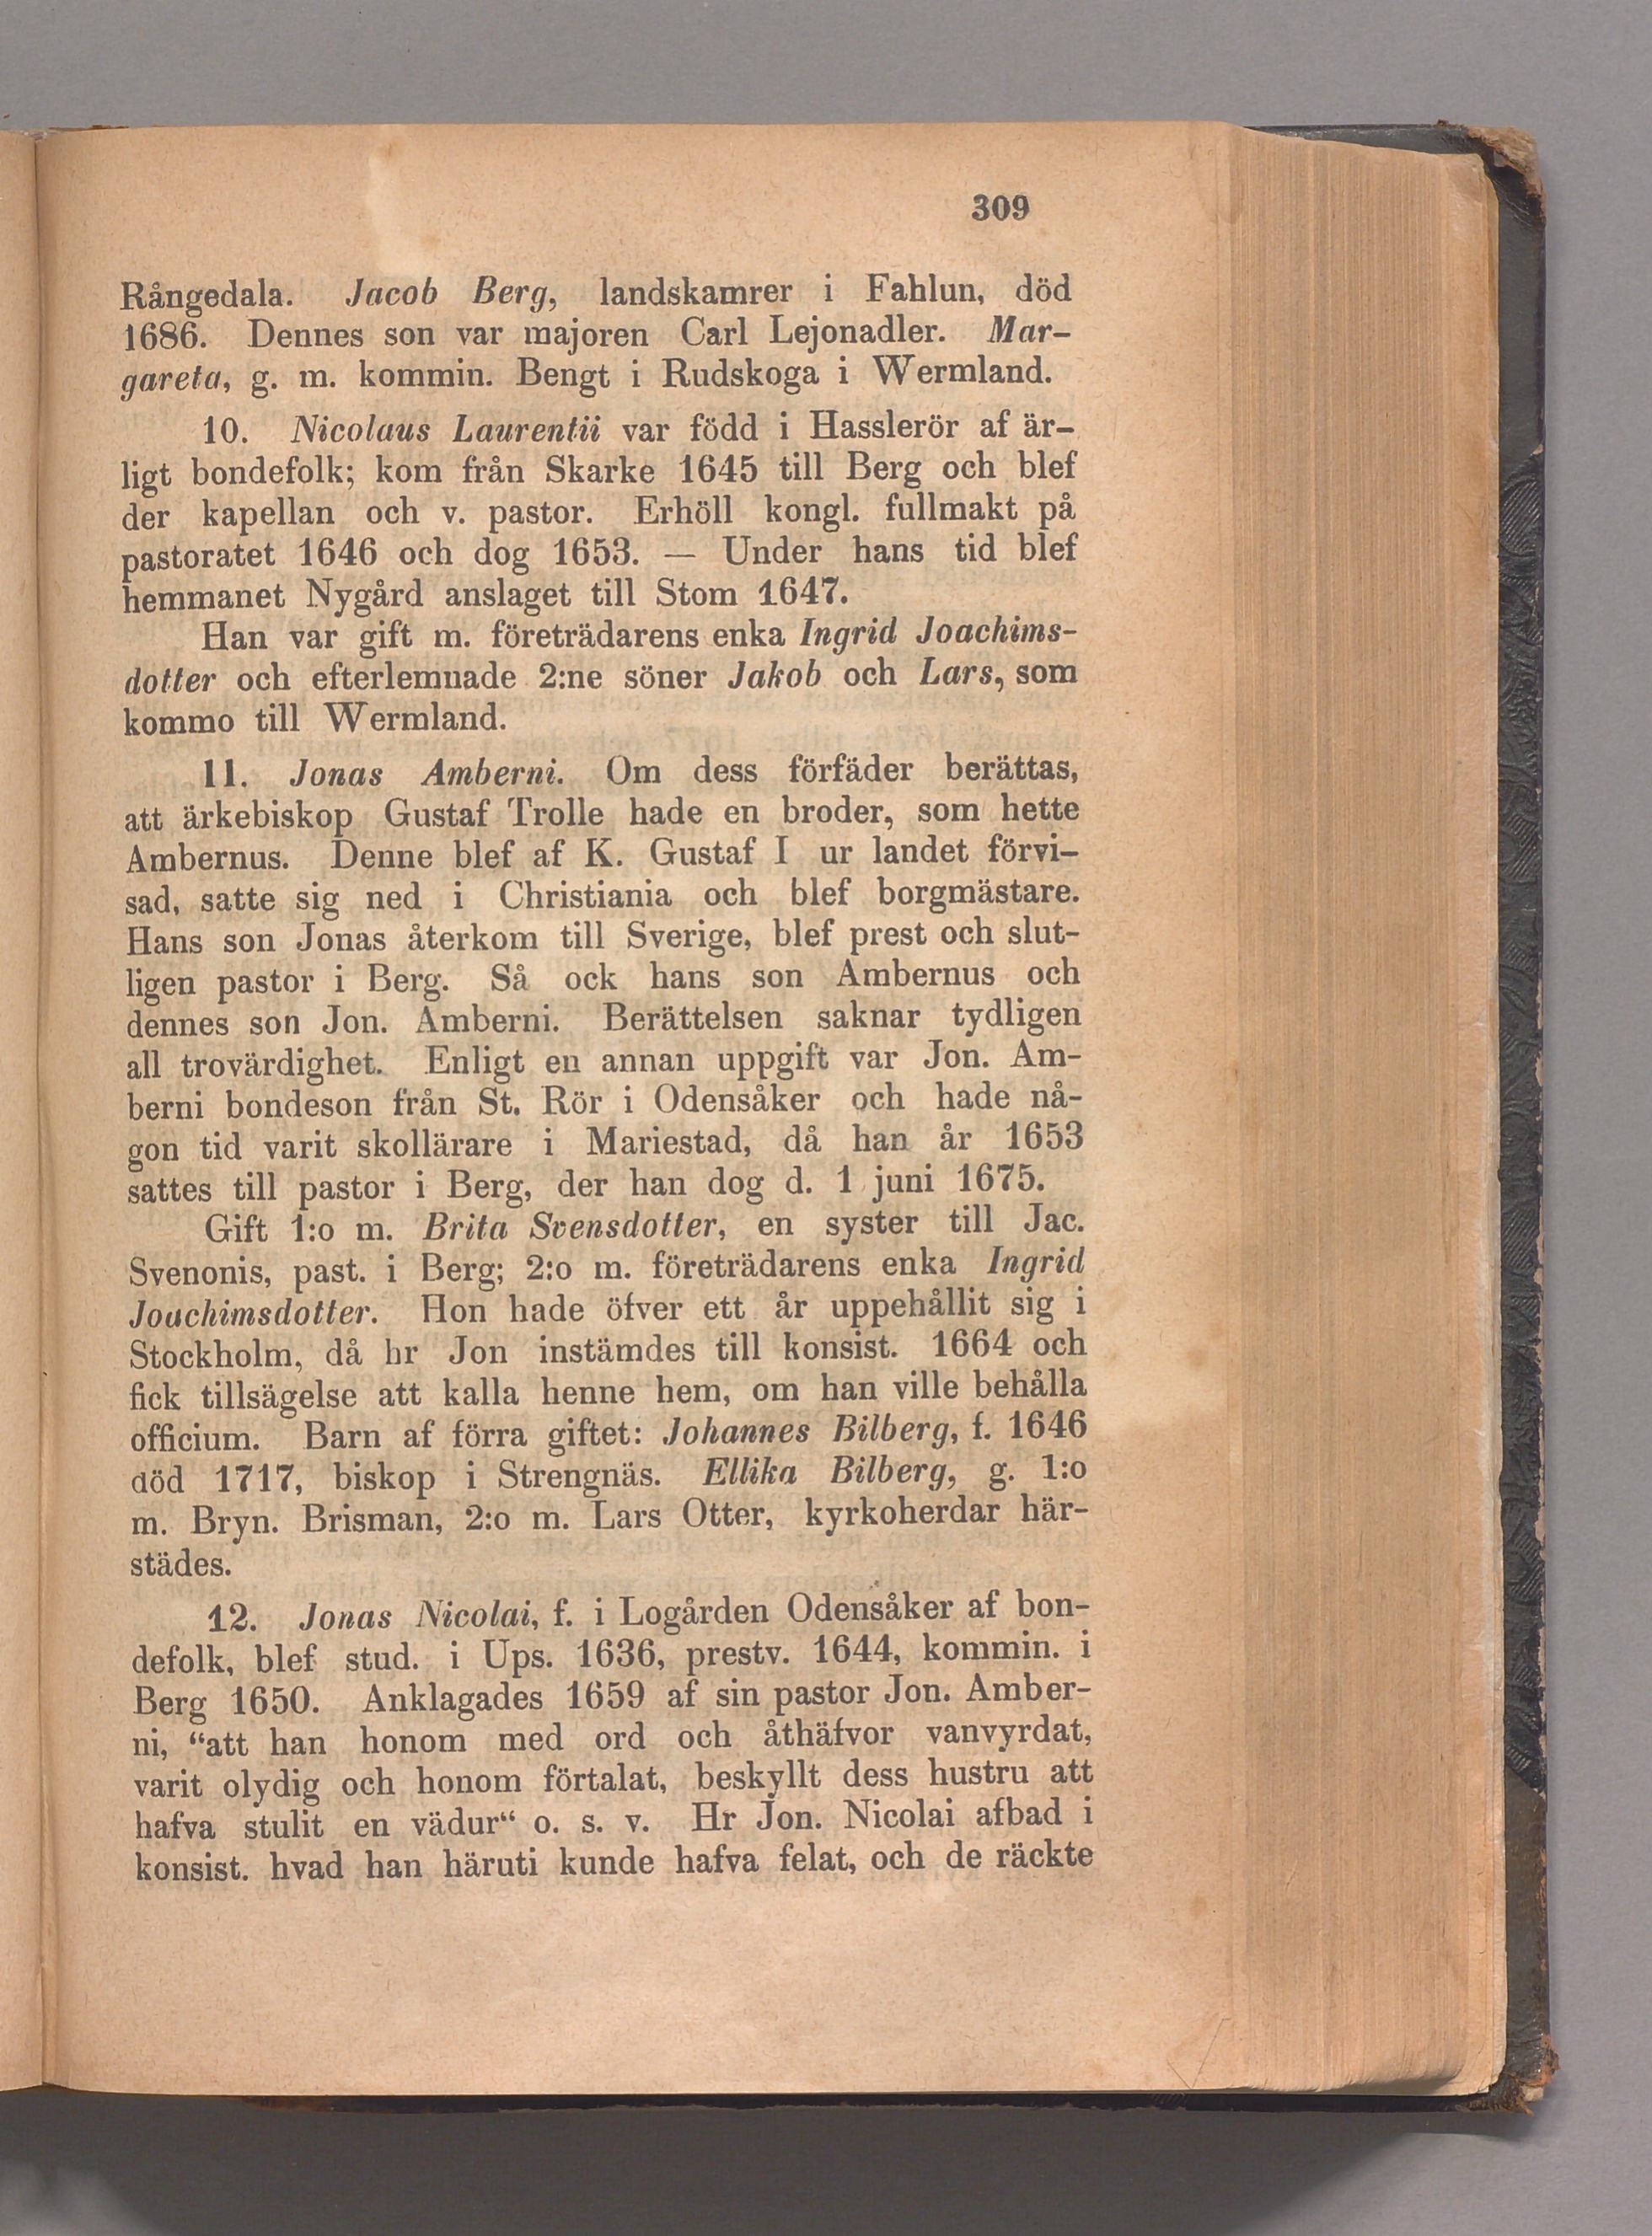 309
Rångedala. Jacob Berg, landskamrer i Fahlun, död
1686. Dennes son var majoren Carl Lejonadler. Mar-
gareta, g. m. kommin. Bengt i Rudskoga i Wermland.
10. Nicolaus Laurentii var född i Hasslerör af är-
ligt bondefolk; kom från Skarke 1645 till Berg och blef
der kapellan och v. pastor. Erhöll kongl. fullmakt på
pastoratet 1646 och dog 1653. — Under hans tid blef
hemmanet Nygård anslaget till Stom 1647.
Han var gift m. företrädarens enka Ingrid Joachims-
dotter och efterlemnade 2:ne söner Jakob och Lars, som
kommo till Wermland.
11. Jonas Amberni. Om dess förfäder berättas,
att ärkebiskop Gustaf Trolle hade en broder, som hette
Ambernus. Denne blef af K. Gustaf I ur landet förvi-
sad, satte sig ned i Christiania och blef borgmästare.
Hans son Jonas återkom till Sverige, blef prest och slut-
ligen pastor i Berg. Så ock hans son Ambernus och
dennes son Jon. Amberni. Berättelsen saknar tydligen
all trovärdighet. Enligt en annan uppgift var Jon. Am-
berni bondeson från St. Rör i Odensåker och hade nå-
gon tid varit skollärare i Mariestad, då han år 1653
sattes till pastor i Berg, der han dog d. 1 juni 1675.
Gift 1:o m. Brita Svensdotter, en syster till Jac.
Svenonis, past. i Berg; 2:o m. företrädarens enka Ingrid
Joachimsdotter. Hon hade öfver ett år uppehållit sig i
Stockholm, då hr Jon instämdes till konsist. 1664 och
fick tillsägelse att kalla henne hem, om han ville behålla
officium. Barn af förra giftet: Johannes Bilberg, f. 1646
död 1717, biskop i Strengnäs. Ellika Bilberg, g. 1:o
m. Bryn. Brisman, 2:o m. Lars Otter, kyrkoherdar här-
städes.
12. Jonas Nicolai, f. i Logården Odensåker af bon-
defolk, blef stud. i Ups. 1636, prestv. 1644, kommin. i
Berg 1650. Anklagades 1659 af sin pastor Jon. Amber-
ni, “att han honom med ord och åthäfvor vanvyrdat,
varit olydig och honom förtalat, beskyllt dess hustru att
hafva stulit en vädur“ o. s. v. Hr Jon. Nicolai afbad i
konsist. hvad han häruti kunde hafva felat, och de räckte